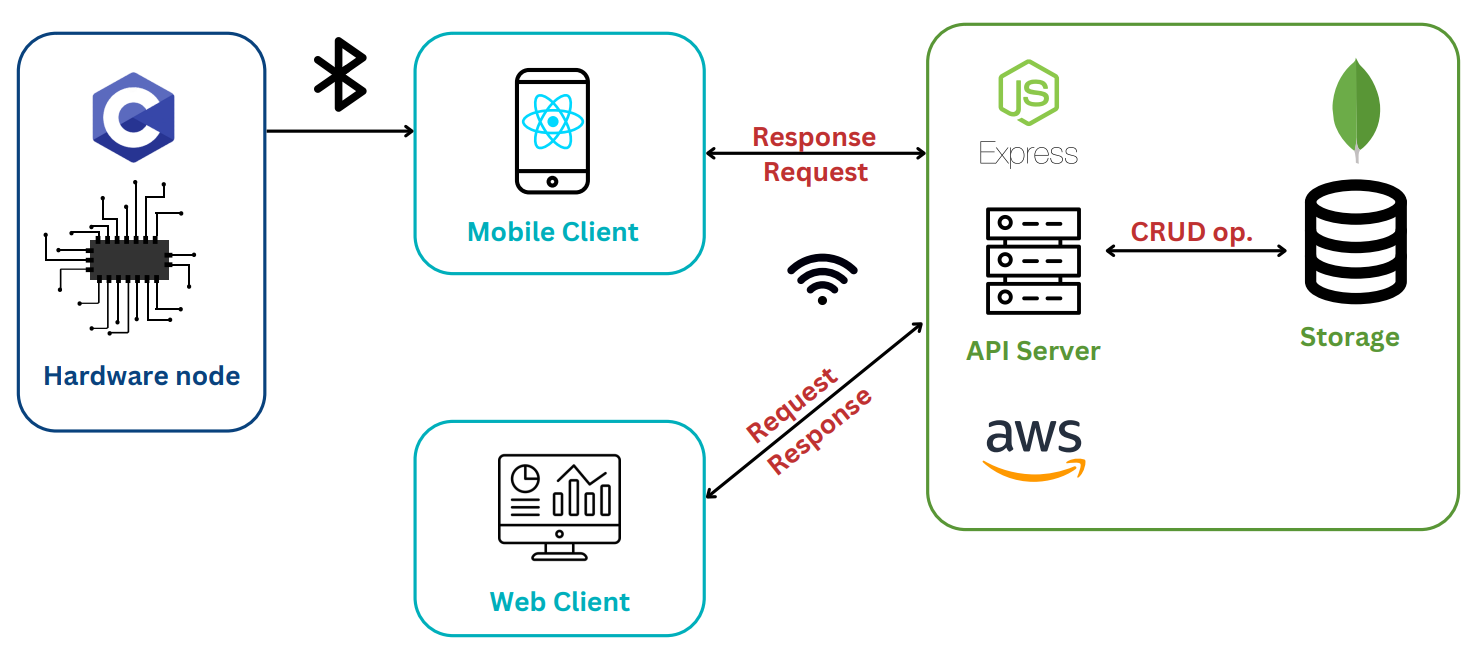 Hardware node
Mobile Client
Response
Request
JS
Express
API Server
CRUD op.
Storage
aws
Request
Response
Web Client